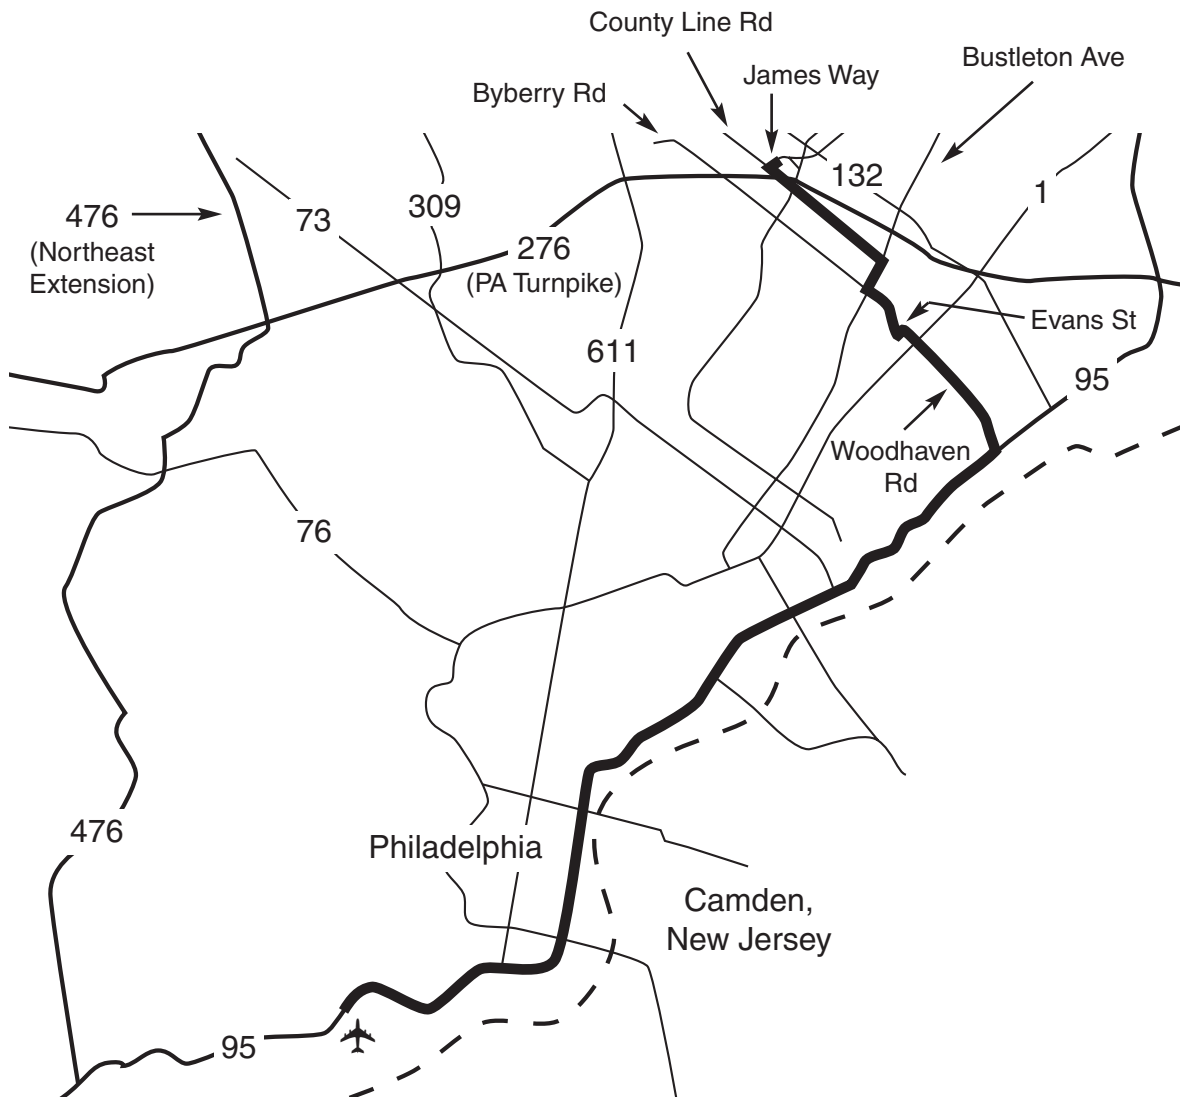 County Line Rd
James Way
Bustleton Ave
Byberry Rd
132
1
476
(Northeast
Extension)
73
309
276
(PA Turnpike)
Evans St
611
95
Woodhaven
Rd
76
476
Philadelphia
Camden,
New Jersey
95